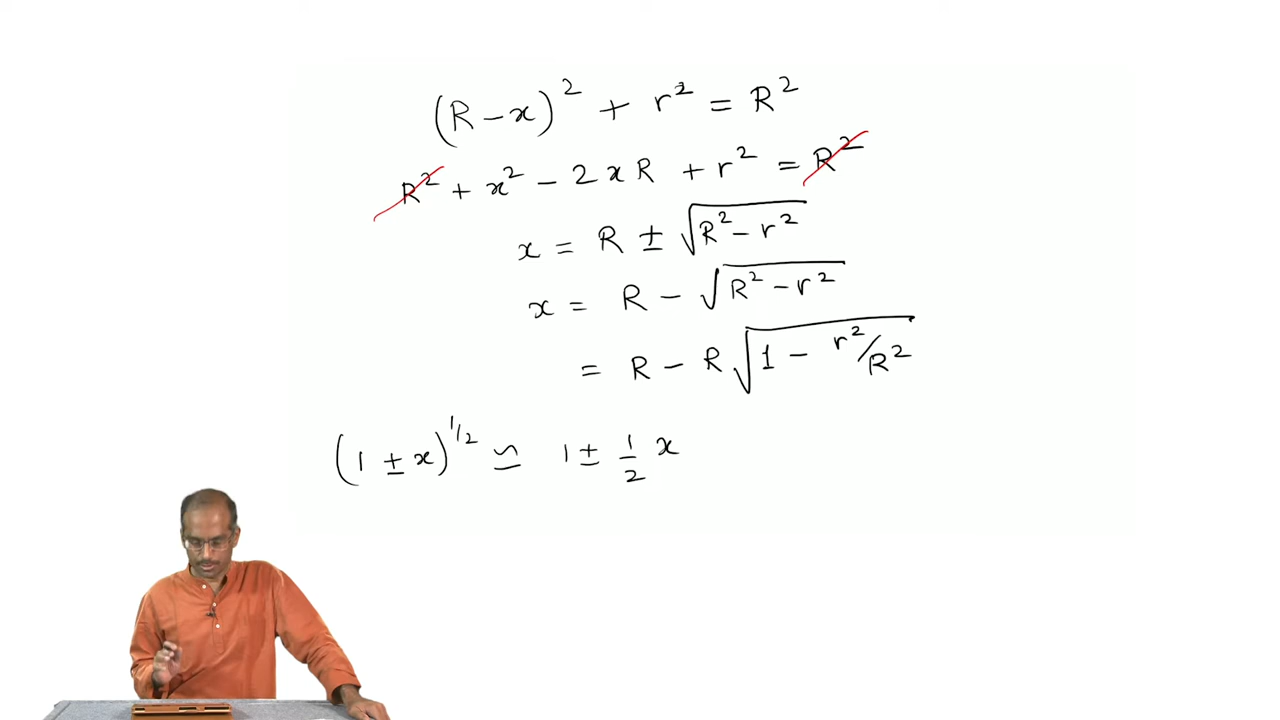 (R − x)² + r² = R²
R² + x² − 2xR + r² = R²
x = R ± √(R² − r²)
x = R − √(R² − r²)
= R − R √(1 − r²/R²)
(1 ± x)^1/2 ≃ 1 ± 1/2 x